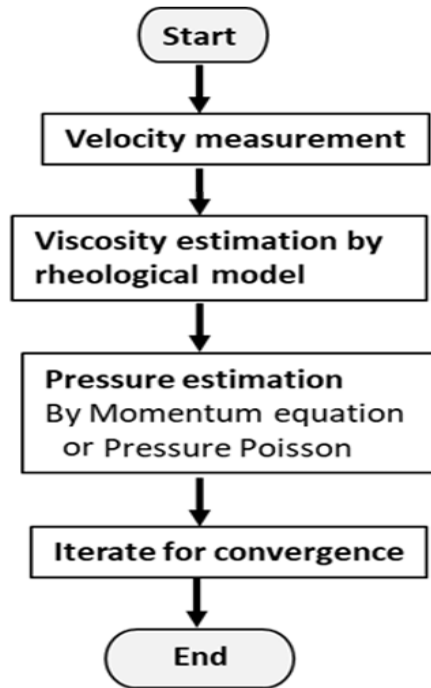 Start
Velocity measurement
Viscosity estimation by
rheological model
Pressure estimation
By Momentum equation
or Pressure Poisson
Iterate for convergence
End